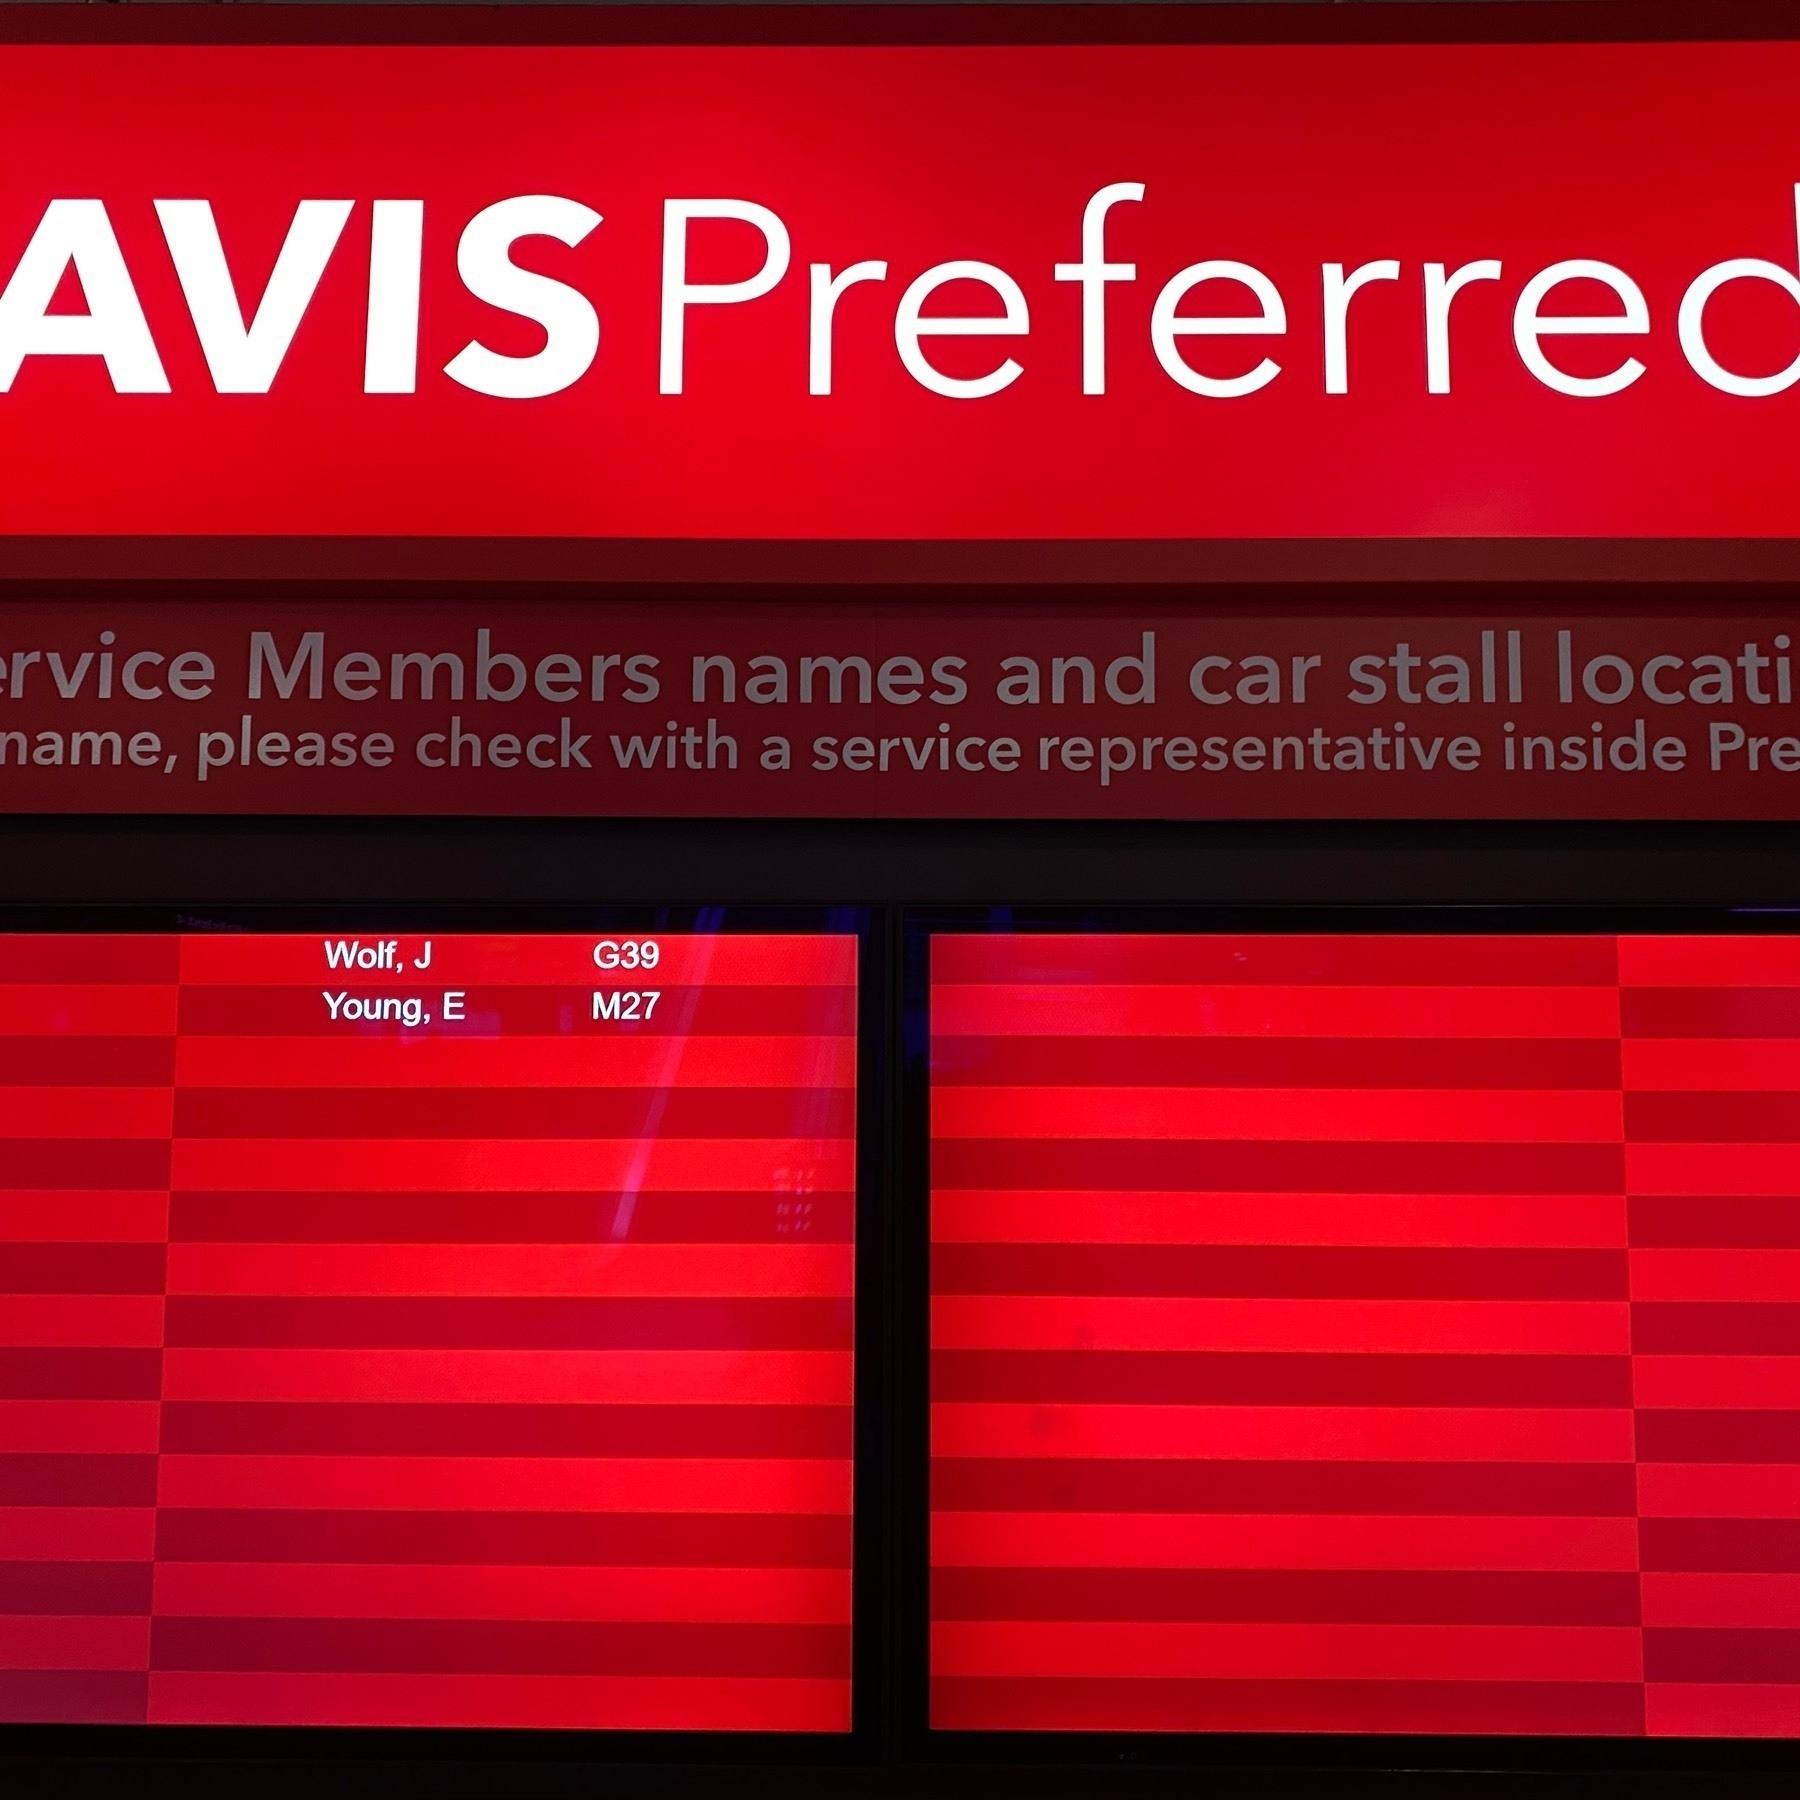 AVIS Preferred
ervice Members names and car stall locati
name, please check with a service representative inside Pre
Wolf, J G39
Young, E M27